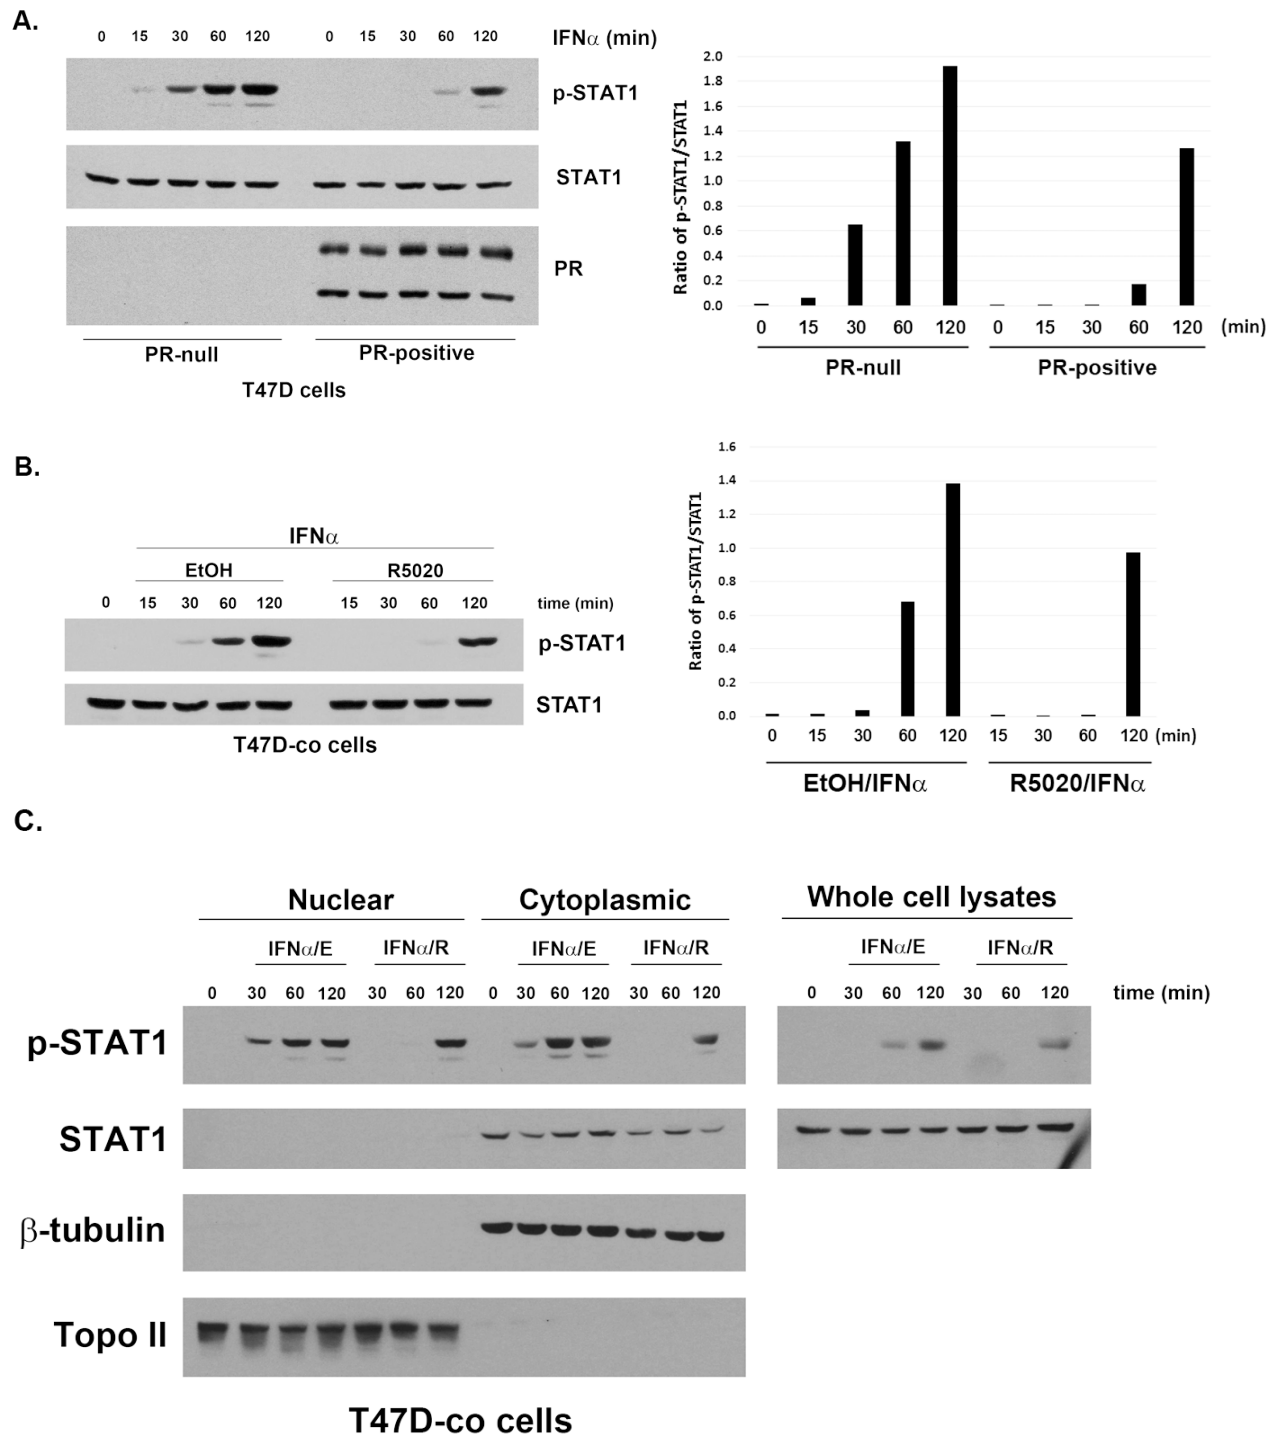 A.
0 15 30 60 120 0 15 30 60 120 IFNα (min)
p-STAT1
STAT1
PR
PR-null PR-positive
T47D cells
Ratio of p-STAT1/STAT1
2.0
1.8
1.6
1.4
1.2
1.0
0.8
0.6
0.4
0.2
0.0
0 15 30 60 120 0 15 30 60 120 (min)
PR-null PR-positive
B.
IFNα
EtOH R5020
0 15 30 60 120 15 30 60 120 time (min)
p-STAT1
STAT1
T47D-co cells
Ratio of p-STAT1/STAT1
1.6
1.4
1.2
1.0
0.8
0.6
0.4
0.2
0.0
0 15 30 60 120 15 30 60 120 (min)
EtOH/IFNα R5020/IFNα
C.
Nuclear Cytoplasmic Whole cell lysates
IFNα/E IFNα/R IFNα/E IFNα/R IFNα/E IFNα/R
0 30 60 120 30 60 120 0 30 60 120 30 60 120 0 30 60 120 30 60 120 time (min)
p-STAT1
STAT1
β-tubulin
Topo II
T47D-co cells